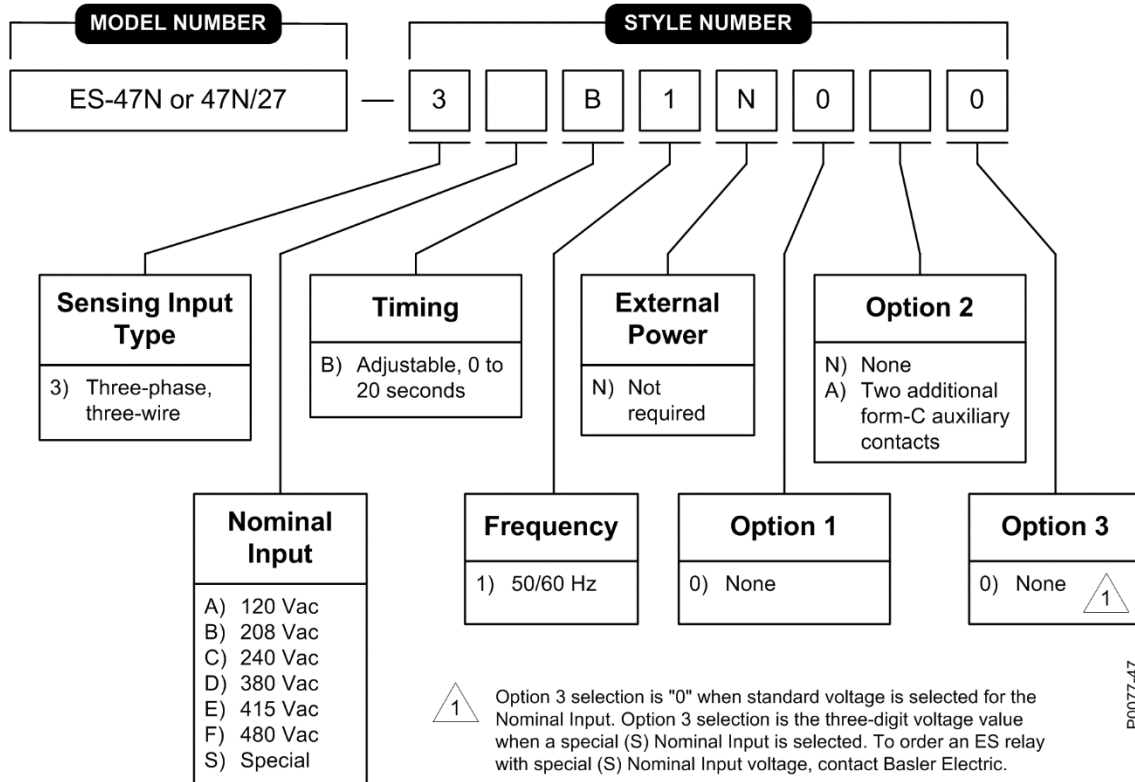 MODEL NUMBER
STYLE NUMBER
ES-47N or 47N/27 — 3 B 1 N 0 0
Sensing Input
Type
3) Three-phase,
three-wire
Timing
B) Adjustable, 0 to
20 seconds
External
Power
N) Not
required
Option 2
N) None
A) Two additional
form-C auxiliary
contacts
Nominal
Input
A) 120 Vac
B) 208 Vac
C) 240 Vac
D) 380 Vac
E) 415 Vac
F) 480 Vac
S) Special
Frequency
1) 50/60 Hz
Option 1
0) None
Option 3
0) None 1
1 Option 3 selection is "0" when standard voltage is selected for the
Nominal Input. Option 3 selection is the three-digit voltage value
when a special (S) Nominal Input is selected. To order an ES relay
with special (S) Nominal Input voltage, contact Basler Electric.
P0077-47